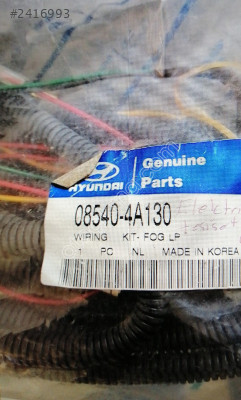 #2416993
HYUNDAI
Genuine
Parts
08540-4A130
WIRING KIT-FOG LP
1 PC NL MADE IN KOREA